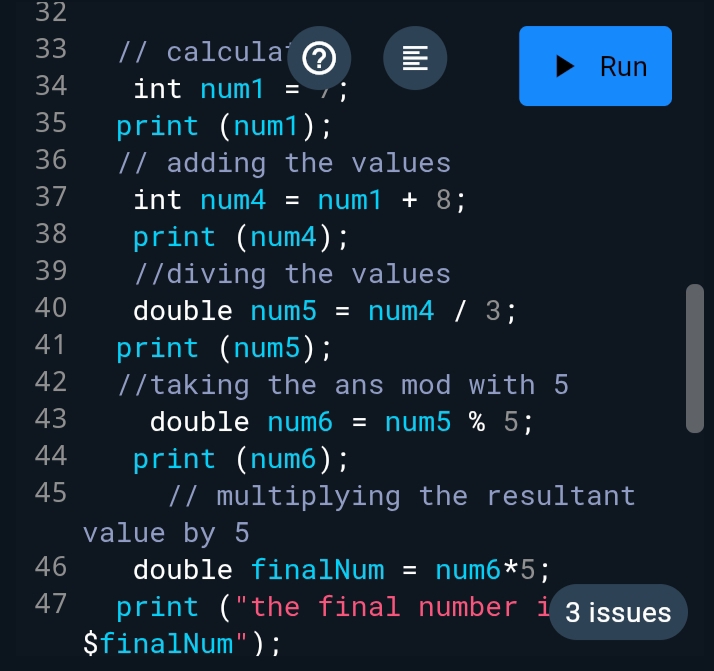 32
33 // calculat
Run
34 int num1 = 7;
35 print (num1);
36 // adding the values
37 int num4 = num1 + 8;
38 print (num4);
39 //diving the values
40 double num5 = num4 / 3;
41 print (num5);
42 //taking the ans mod with 5
43 double num6 = num5 % 5;
44 print (num6);
45 // multiplying the resultant
value by 5
46 double finalNum = num6*5;
47 print ("the final number i
3 issues
$finalNum");